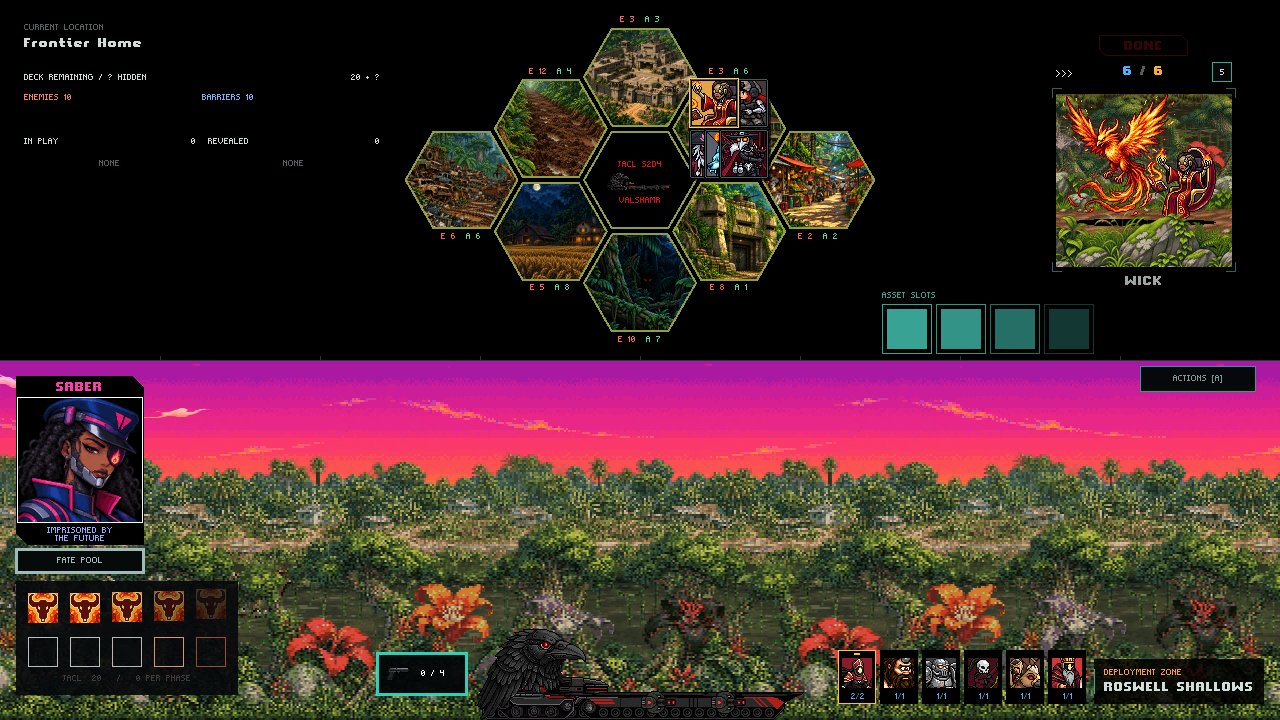 CURRENT LOCATION
Frontier Home
DECK REMAINING / ? HIDDEN
20 + ?
ENEMIES 10
BARRIERS 10
IN PLAY
0
REVEALED
0
NONE
NONE
E 3 A 3
E 12 A 4
E 3 A 6
JACL S2D4
VALSHAMR
E 6 A 6
E 2 A 2
E 5 A 8
E 8 A 1
E 10 A 7
DONE
>>>
6 / 6
5
WICK
ASSET SLOTS
ACTIONS [A]
SABER
IMPRISONED BY
THE FUTURE
FATE POOL
JACL 20 / 0 PER PHASE
0 / 4
2/2
1/1
1/1
1/1
1/1
1/1
DEPLOYMENT ZONE
ROSWELL SHALLOWS